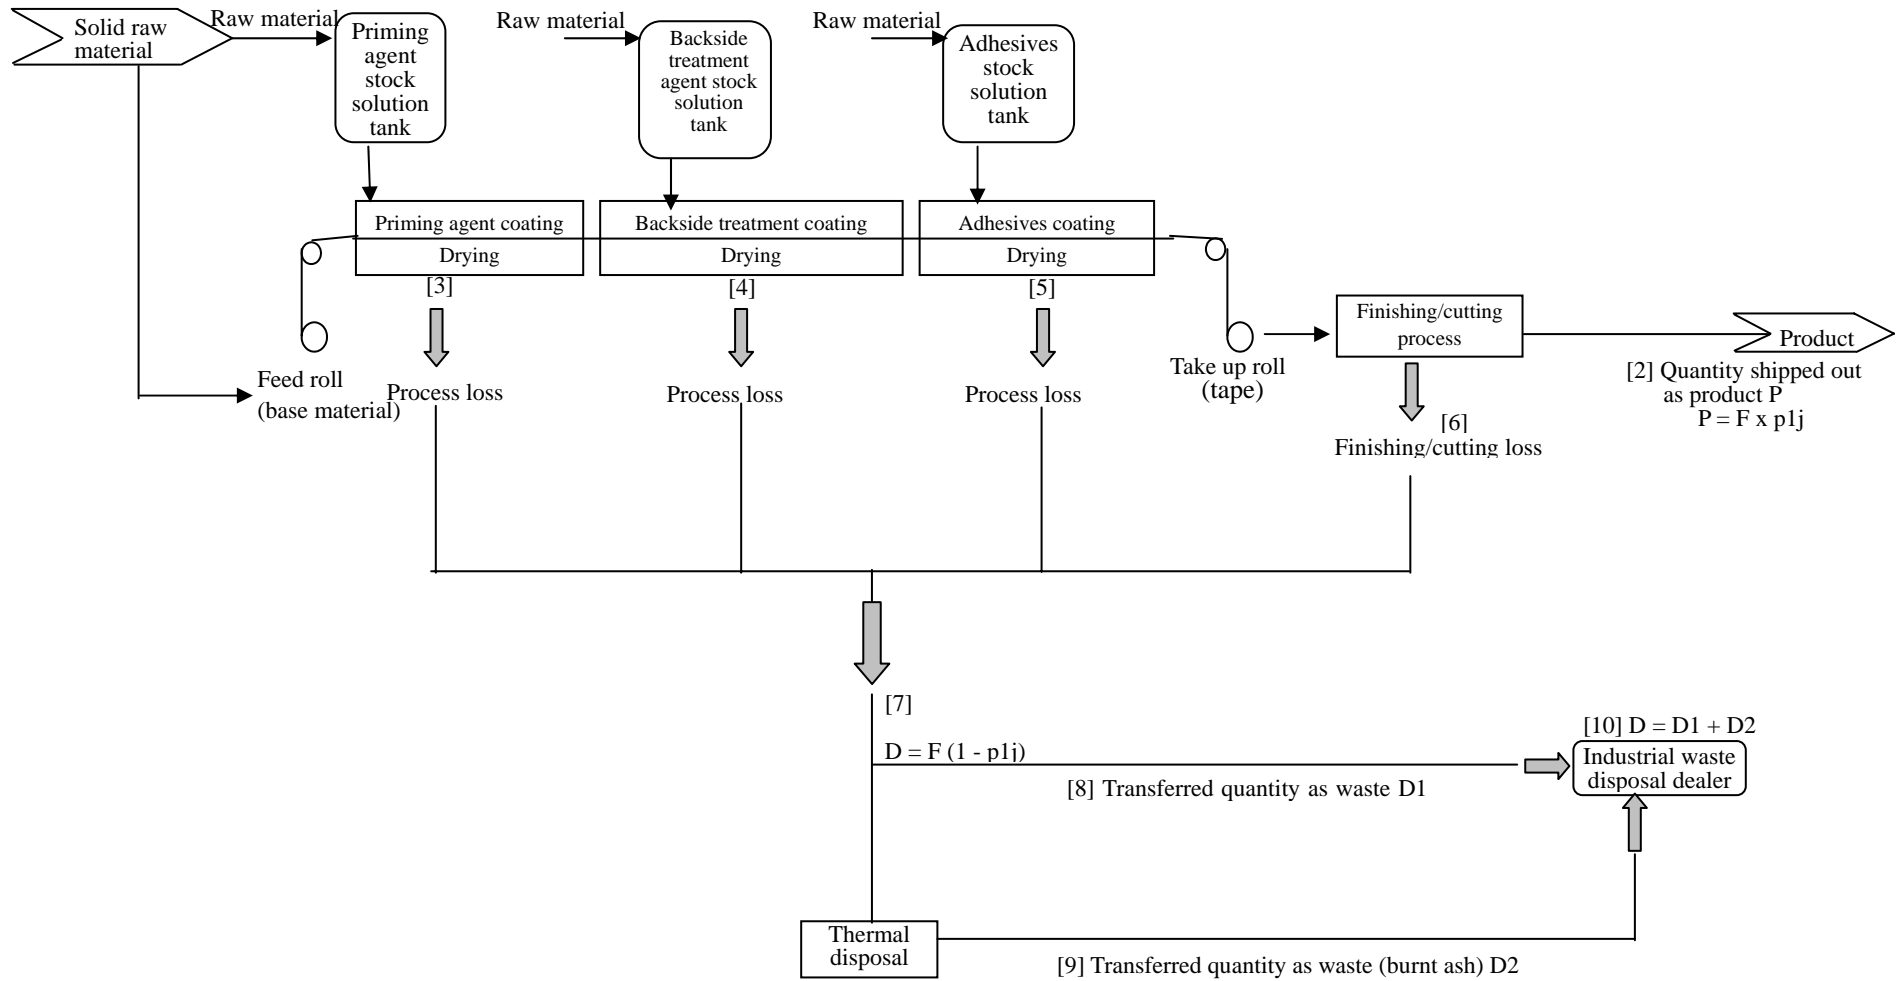 Solid raw
material
Raw material
Priming
agent
stock
solution
tank
Raw material
Backside
treatment
agent stock
solution
tank
Raw material
Adhesives
stock
solution
tank
Priming agent coating
Drying
[3]
Backside treatment coating
Drying
[4]
Adhesives coating
Drying
[5]
Feed roll
(base material)
Process loss
Process loss
Process loss
Take up roll
(tape)
Finishing/cutting
process
[6]
Finishing/cutting loss
Product
[2] Quantity shipped out
as product P
P = F x p1j
[7]
D = F (1 - p1j)
[8] Transferred quantity as waste D1
[10] D = D1 + D2
Industrial waste
disposal dealer
Thermal
disposal
[9] Transferred quantity as waste (burnt ash) D2